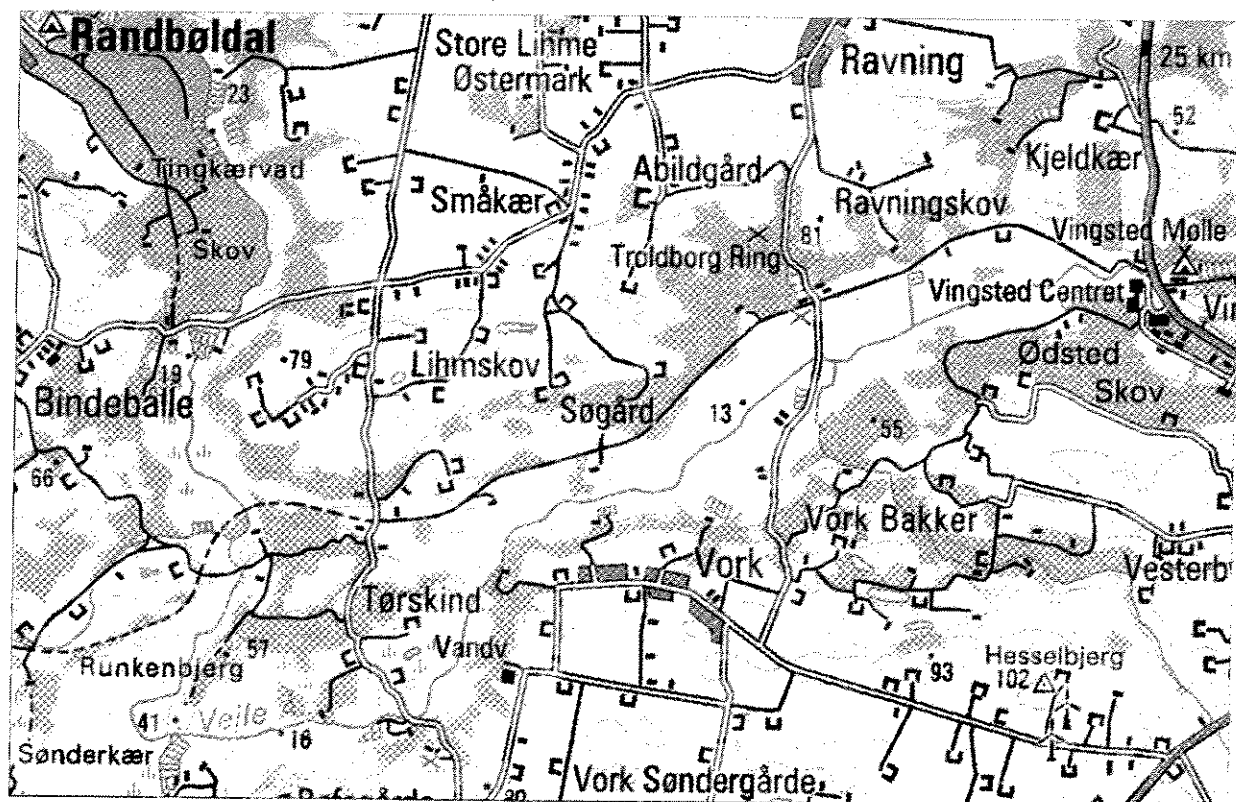 Randbøldal
Store Lihme
Østermark
Ravning
25 km
23
52
Tingkærvad
Skov
Småkær
Abildgård
Kjeldkær
Ravningskov
81
Troldborg Ring
Vingsted Mølle
Vingsted Centret
Ødsted
Skov
19
79
Lihmskov
Bindeballe
Søgård
13
55
66
Vork Bakker
Vork
Tørskind
57
Runkenbjerg
Vandv
93
Hesselbjerg
102
41
Vejle
16
Sønderkær
Vork Søndergårde